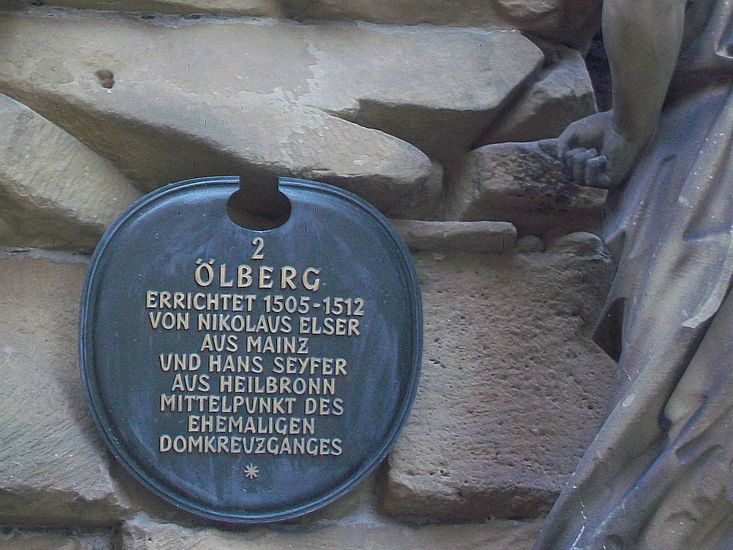 2
ÖLBERG
ERRICHTET 1505-1512
VON NIKOLAUS ELSER
AUS MAINZ
UND HANS SEYFER
AUS HEILBRONN
MITTELPUNKT DES
EHEMALIGEN
DOMKREUZGANGES
*